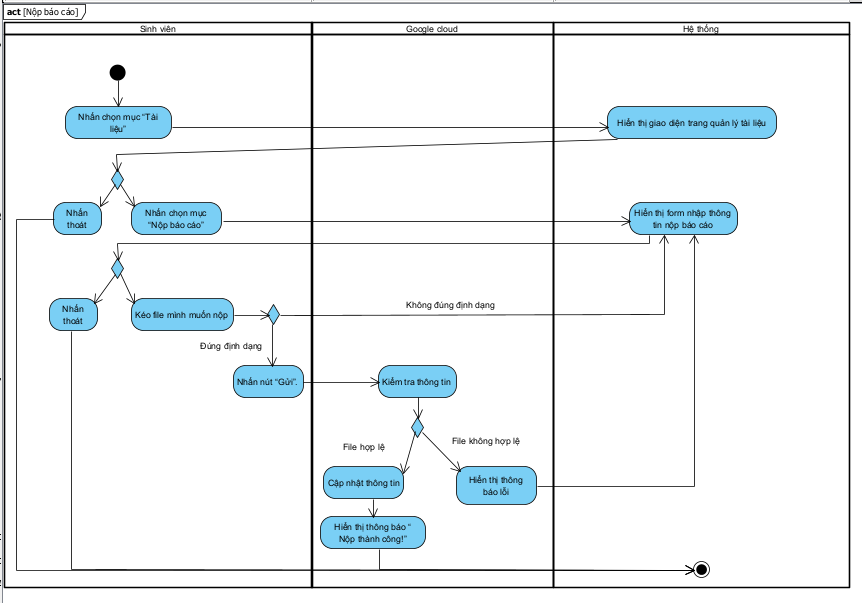 act [Nộp báo cáo]
Sinh viên
Google cloud
Hệ thống
Nhấn chọn mục "Tài
liệu"
Hiển thị giao diện trang quản lý tài liệu
Nhấn
thoát
Nhấn chọn mục
"Nộp báo cáo"
Hiển thị form nhập thông
tin nộp báo cáo
Nhấn
thoát
Kéo file mình muốn nộp
Không đúng định dạng
Đúng định dạng
Nhấn nút "Gửi".
Kiểm tra thông tin
File hợp lệ
File không hợp lệ
Cập nhật thông tin
Hiển thị thông
báo lỗi
Hiển thị thông báo "
Nộp thành công!"